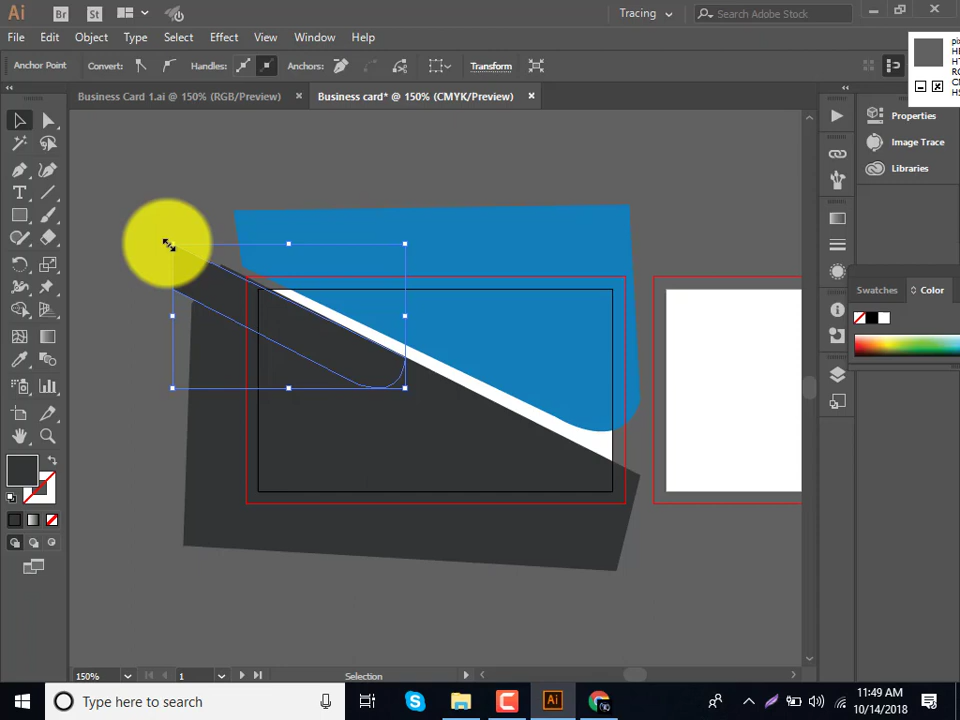 Ai Br St Tracing Search Adobe Stock
File Edit Object Type Select Effect View Window Help
Anchor Point Convert: Handles: Anchors: Transform
Business Card 1.ai @ 150% (RGB/Preview) × Business card* @ 150% (CMYK/Preview) ×
Properties
Image Trace
Libraries
Swatches Color
150% 1 Selection
Type here to search
Ai
11:49 AM
10/14/2018